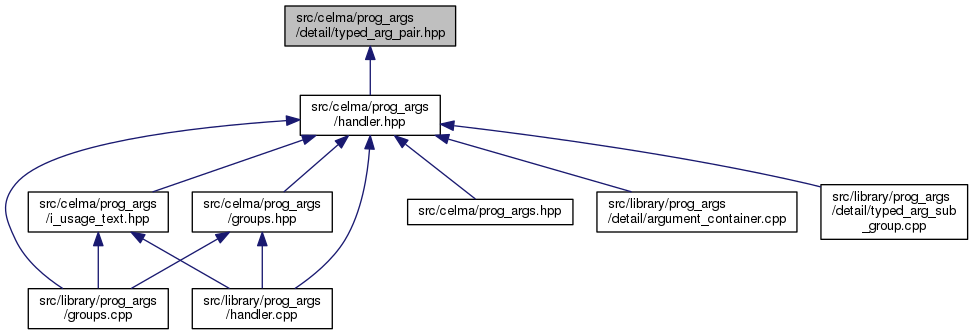 src/celma/prog_args
/detail/typed_arg_pair.hpp
src/celma/prog_args
/handler.hpp
src/celma/prog_args
/i_usage_text.hpp
src/celma/prog_args
/groups.hpp
src/celma/prog_args.hpp
src/library/prog_args
/detail/argument_container.cpp
src/library/prog_args
/detail/typed_arg_sub
_group.cpp
src/library/prog_args
/groups.cpp
src/library/prog_args
/handler.cpp